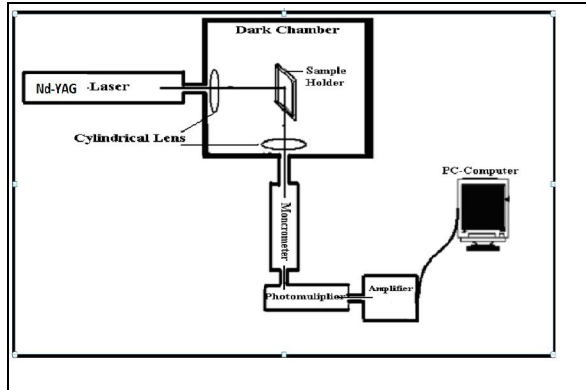 Dark Chamber
Nd-YAG -Laser
Sample
Holder
Cylindrical Lens
PC-Computer
Moncrometer
Photomuliplier
Amplifier